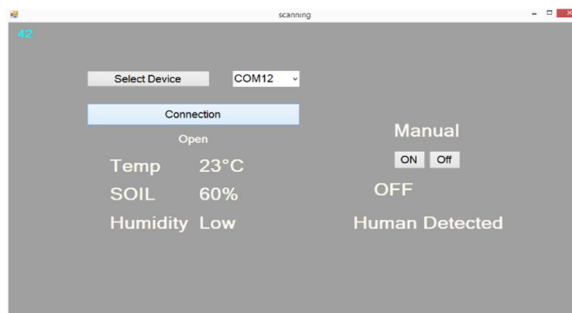 scanning
42
Select Device COM12
Connection
Open
Manual
ON Off
Temp 23°C
SOIL 60%
OFF
Humidity Low
Human Detected